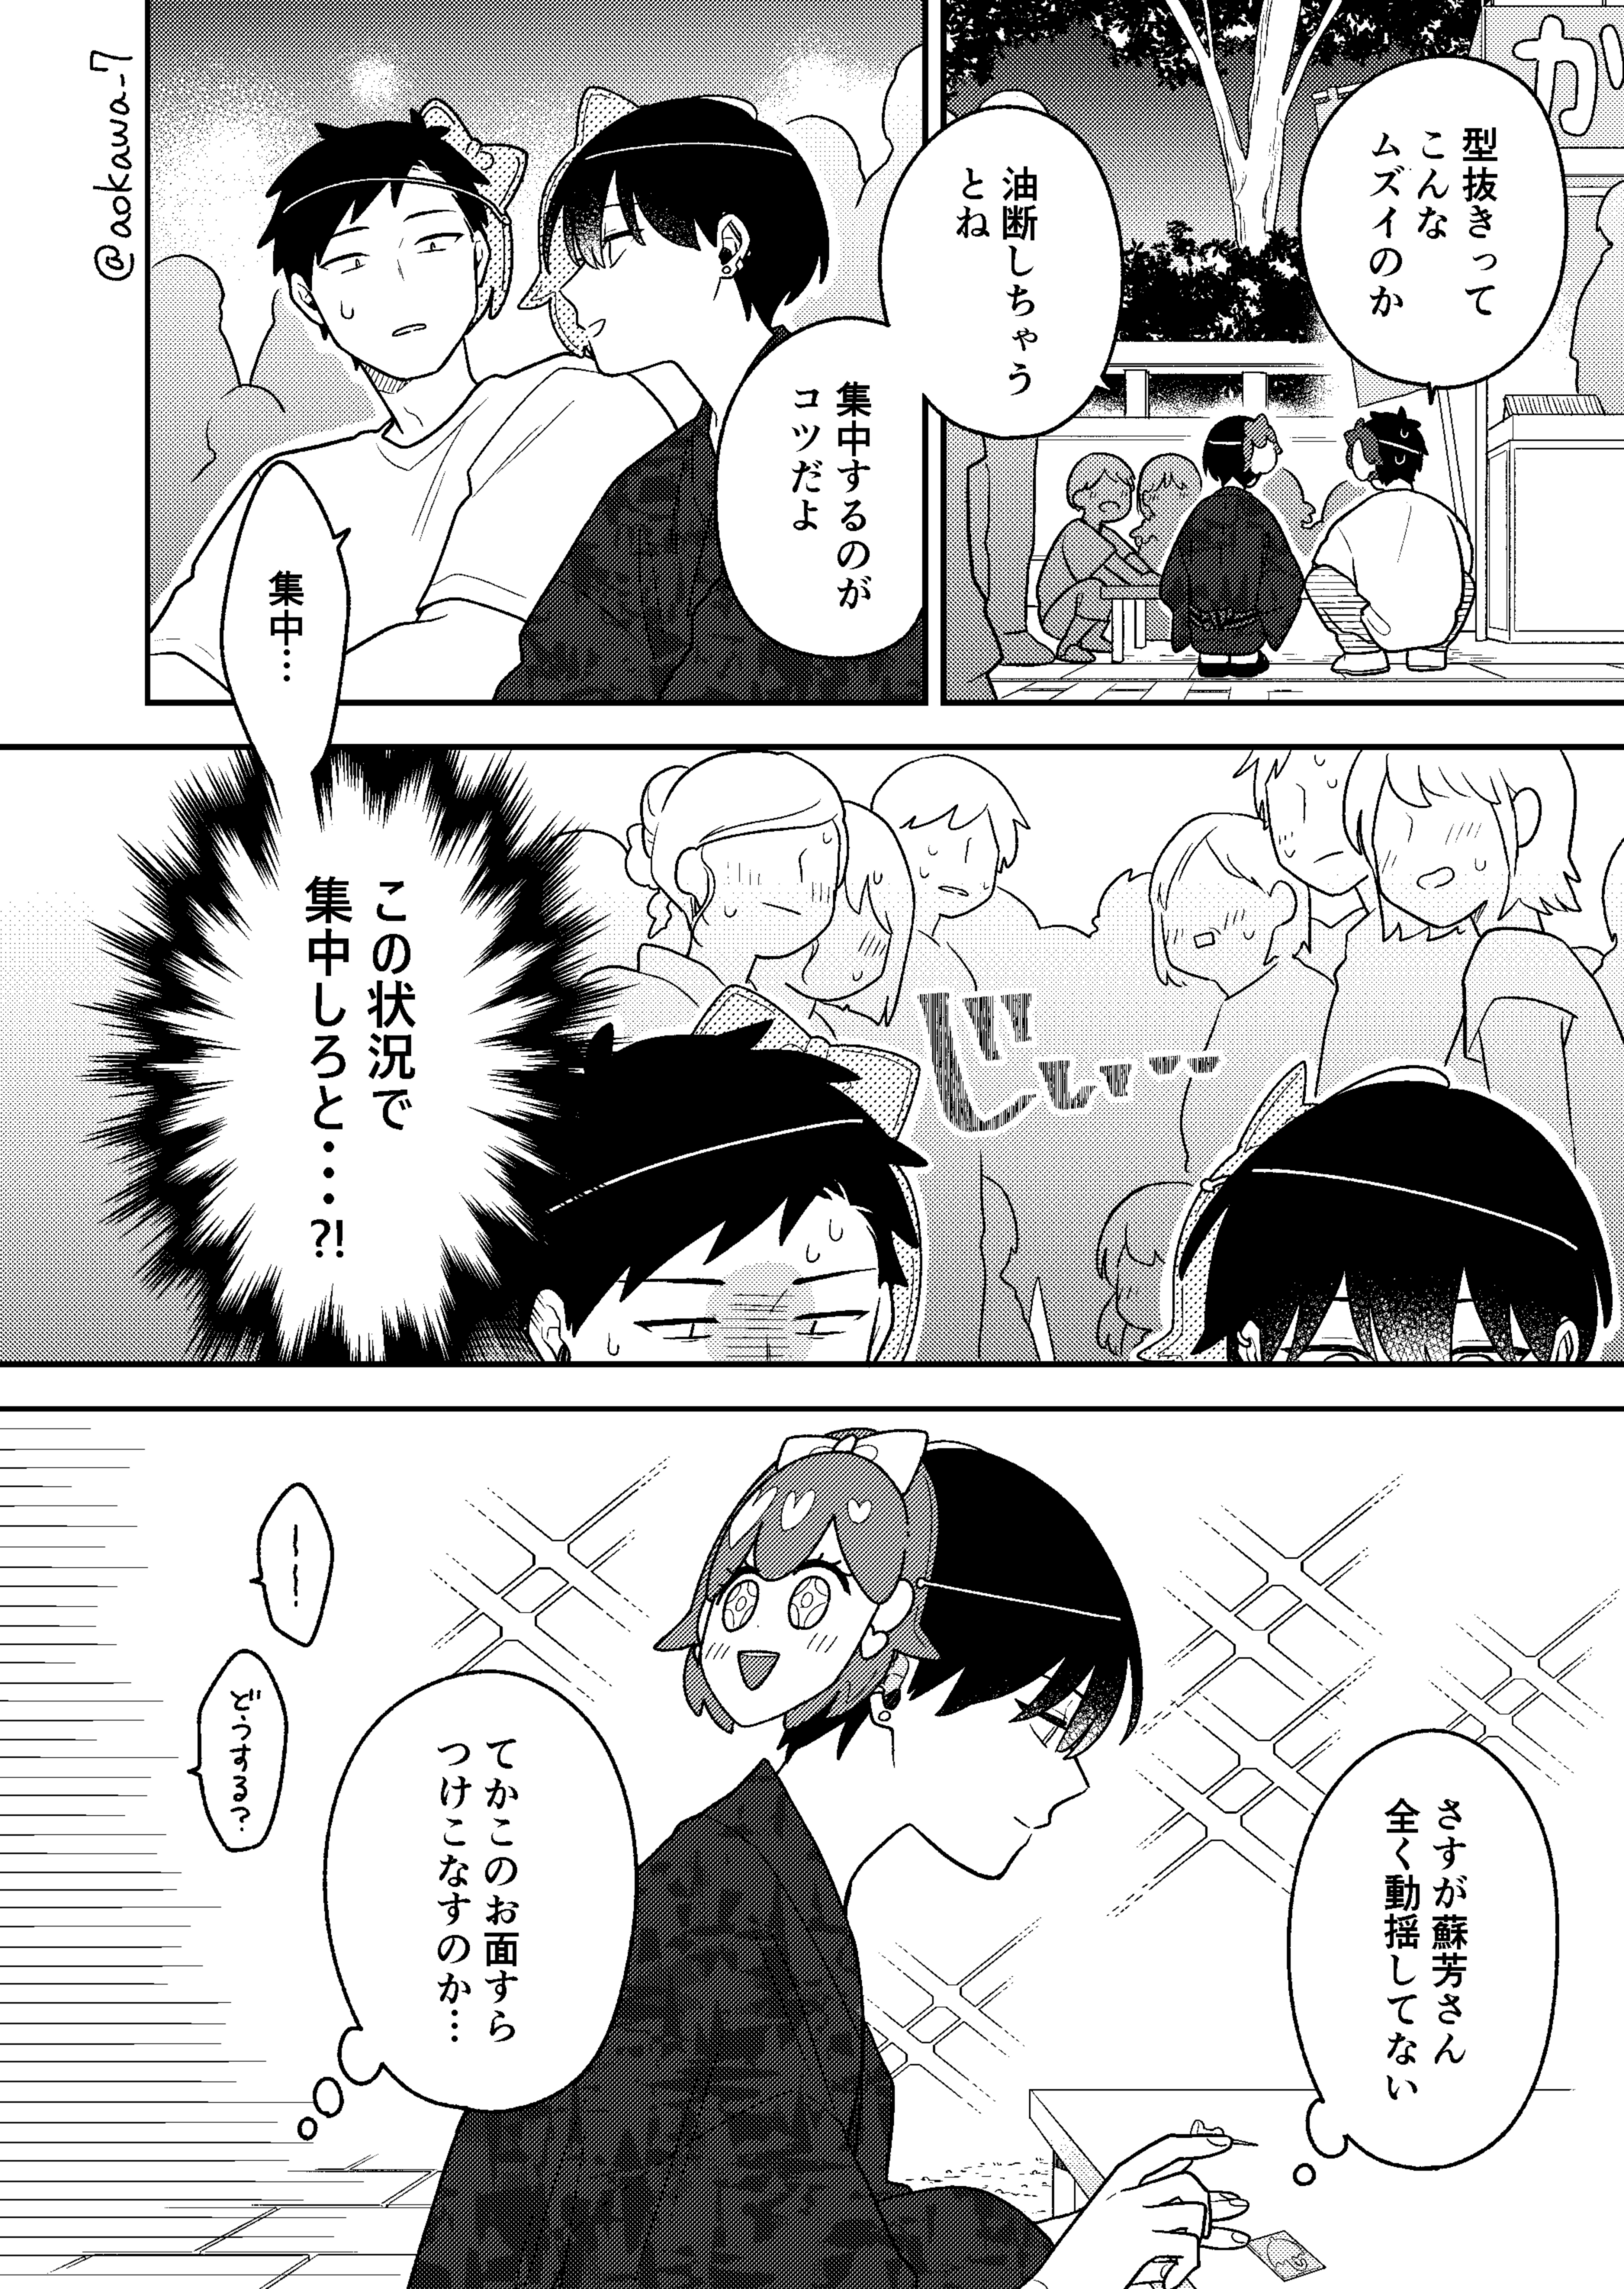 か
型抜きって
こんな
ムズイのか
油断しちゃう
とね
集中するのが
コツだよ
@aokawa_7
集中…
この状況で
集中しろと・・・?!
じぃーー
さすが蘇芳さん
全く動揺してない
てかこのお面すら
つけこなすのか…
どうする?